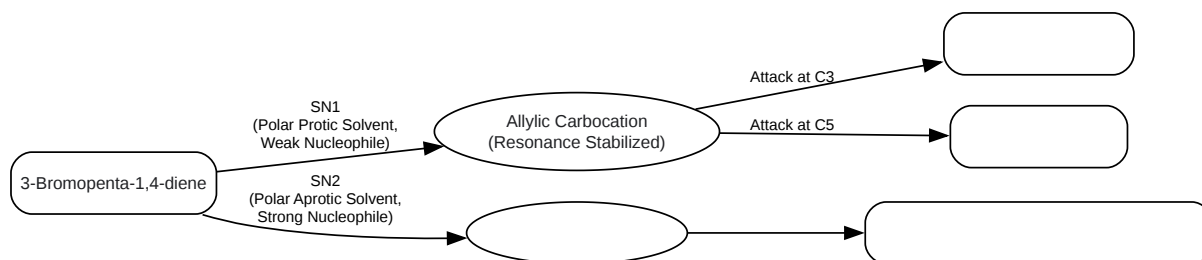 3-Bromopenta-1,4-diene
SN1
(Polar Protic Solvent,
Weak Nucleophile)
SN2
(Polar Aprotic Solvent,
Strong Nucleophile)
Allylic Carbocation
(Resonance Stabilized)
Attack at C3
Attack at C5